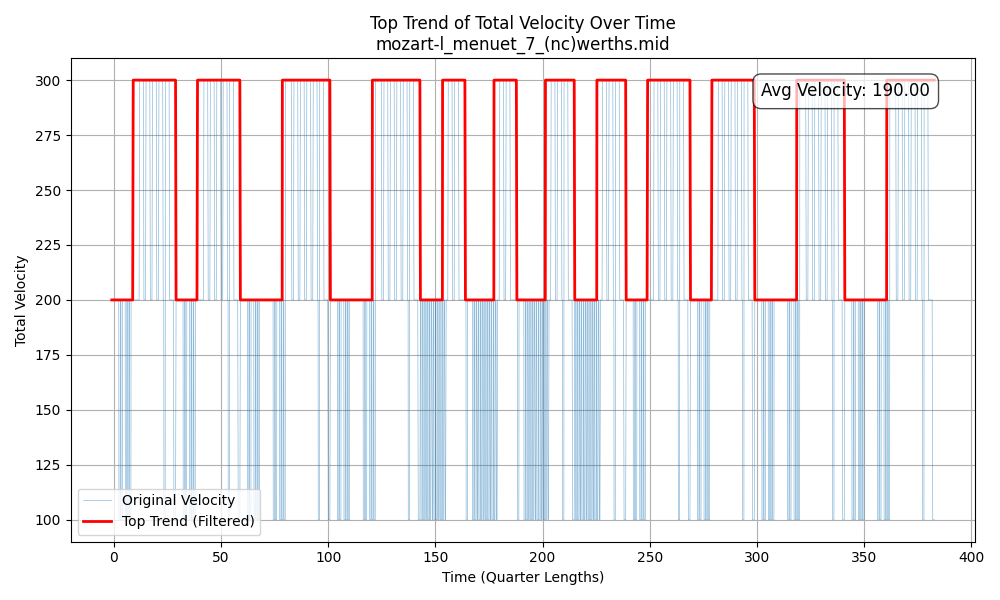 Top Trend of Total Velocity Over Time
mozart-l_menuet_7_(nc)werths.mid
Avg Velocity: 190.00
300
275
250
225
200
175
150
125
100
Total Velocity
Original Velocity
Top Trend (Filtered)
0 50 100 150 200 250 300 350 400
Time (Quarter Lengths)